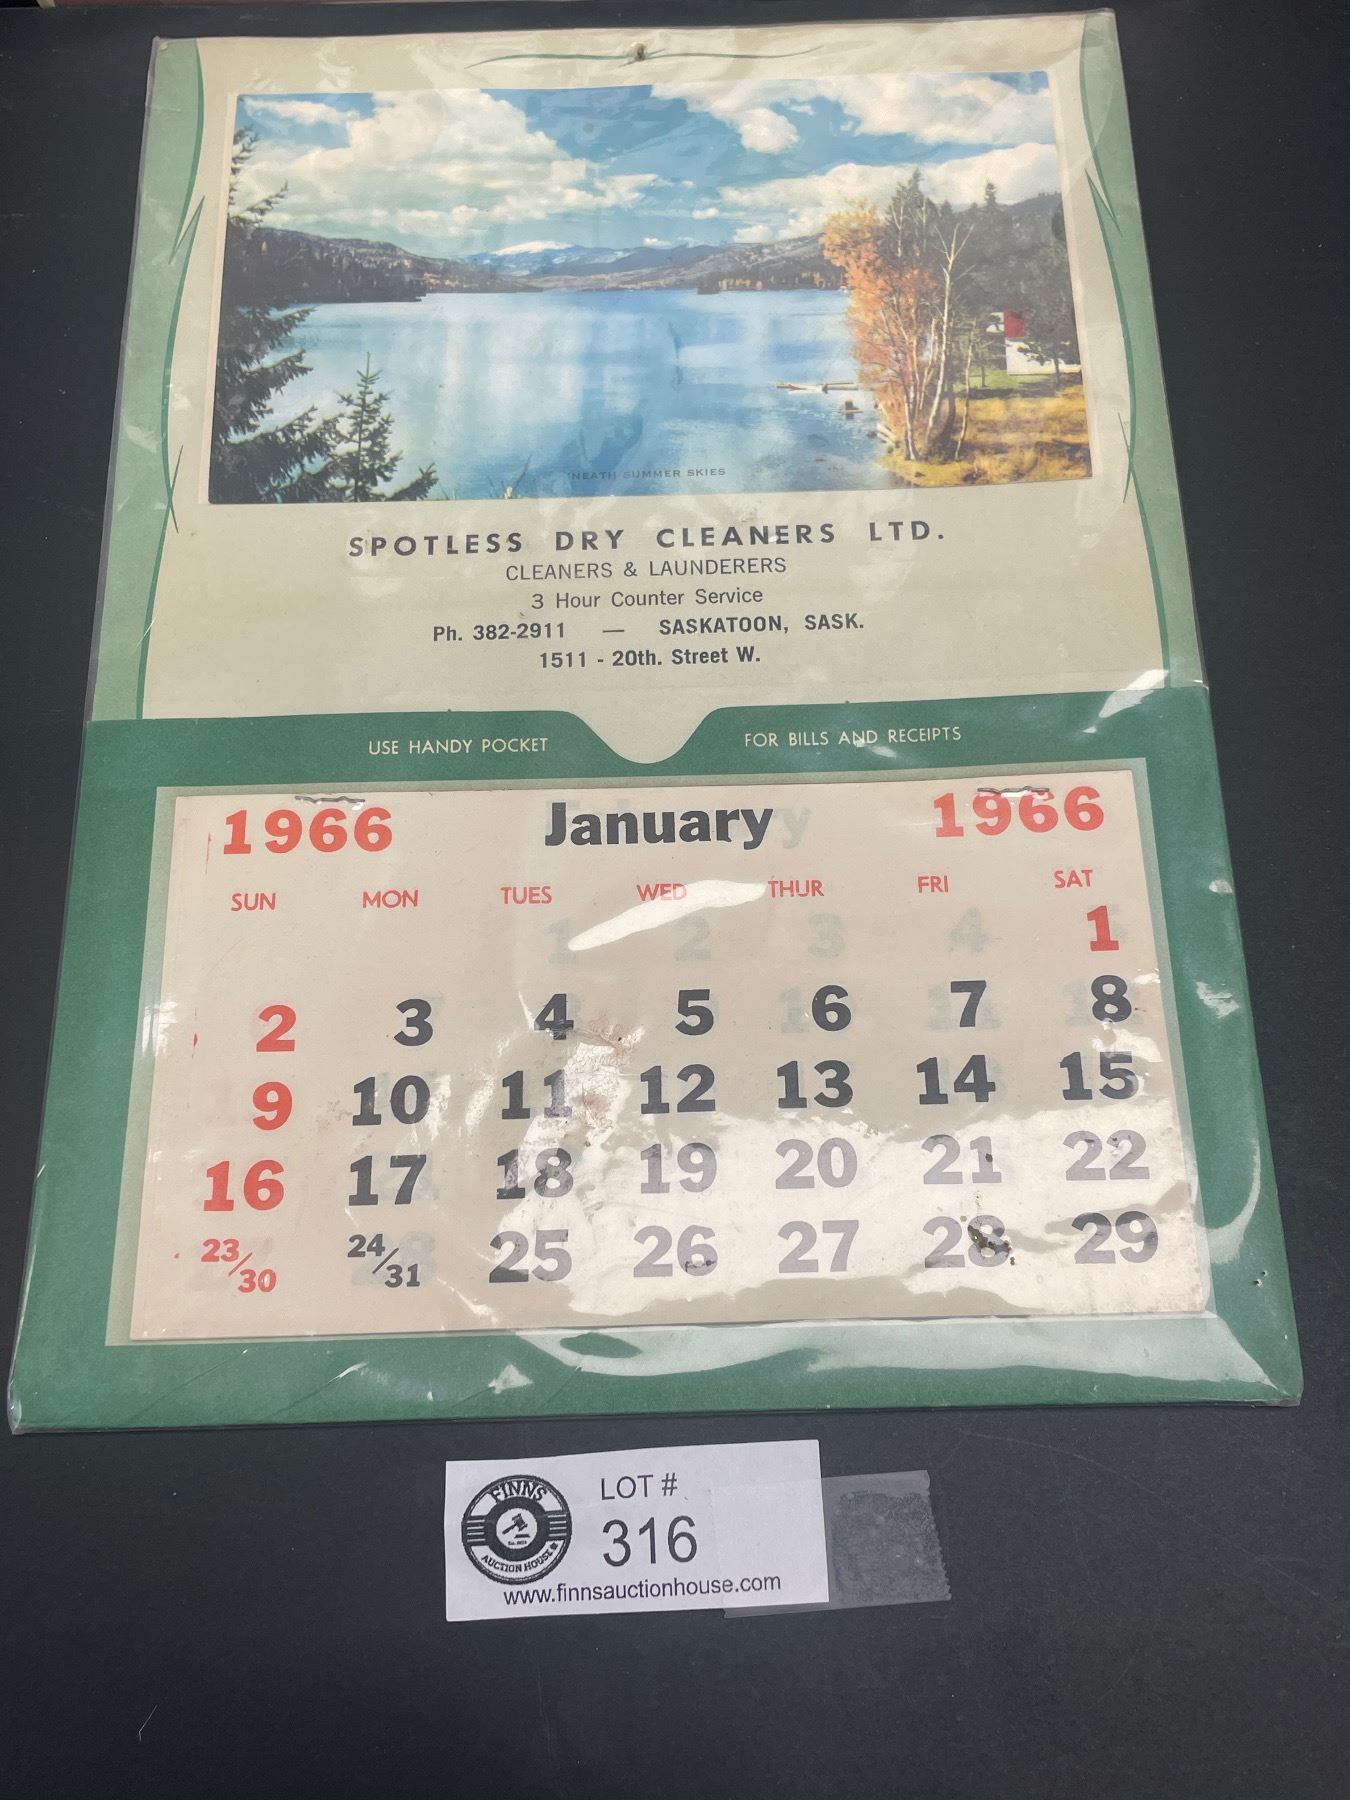 'NEATH SUMMER SKIES
SPOTLESS DRY CLEANERS LTD.
CLEANERS & LAUNDERERS
3 Hour Counter Service
Ph. 382-2911 — SASKATOON, SASK.
1511 - 20th. Street W.
USE HANDY POCKET FOR BILLS AND RECEIPTS
1966 January 1966
SUN MON TUES WED THUR FRI SAT
1
2 3 4 5 6 7 8
9 10 11 12 13 14 15
16 17 18 19 20 21 22
23/30 24/31 25 26 27 28 29
FINNS
AUCTION HOUSE
LOT #
316
www.finnsauctionhouse.com